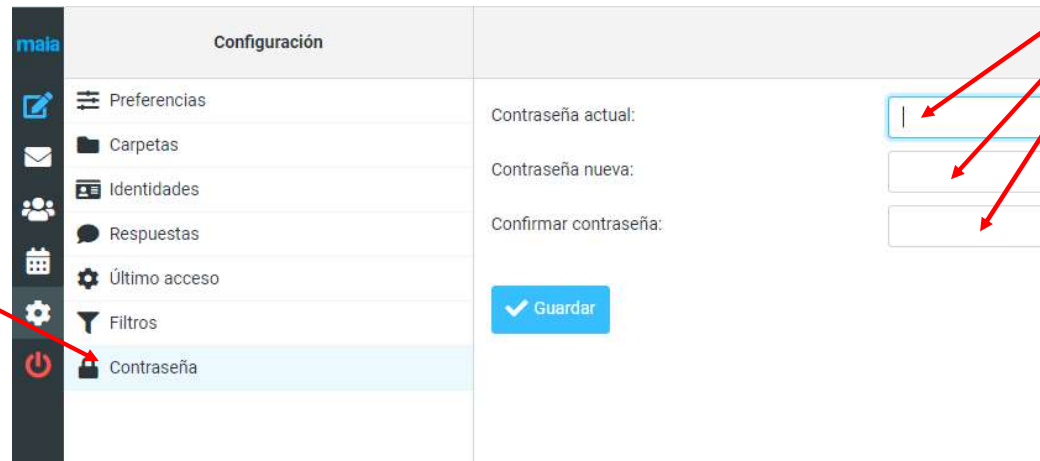 maia
Configuración
Preferencias
Carpetas
Identidades
Respuestas
Último acceso
Filtros
Contraseña
Contraseña actual:
Contraseña nueva:
Confirmar contraseña:
Guardar